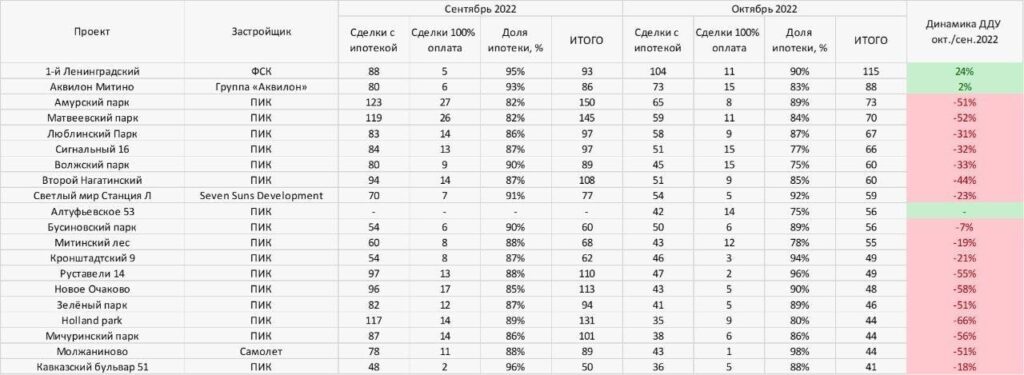 Проект Застройщик Сентябрь 2022 Октябрь 2022 Динамика ДДУ окт./сен.2022
Сделки с ипотекой Сделки 100% оплата Доля ипотеки, % ИТОГО Сделки с ипотекой Сделки 100% оплата Доля ипотеки, % ИТОГО
1-й Ленинградский ФСК 88 5 95% 93 104 11 90% 115 24%
Аквилон Митино Группа «Аквилон» 80 6 93% 86 73 15 83% 88 2%
Амурский парк ПИК 123 27 82% 150 65 8 89% 73 -51%
Матвеевский парк ПИК 119 26 82% 145 59 11 84% 70 -52%
Люблинский Парк ПИК 83 14 86% 97 58 9 87% 67 -31%
Сигнальный 16 ПИК 84 13 87% 97 51 15 77% 66 -32%
Волжский парк ПИК 80 9 90% 89 45 15 75% 60 -33%
Второй Нагатинский ПИК 94 14 87% 108 51 9 85% 60 -44%
Светлый мир Станция Л Seven Suns Development 70 7 91% 77 54 5 92% 59 -23%
Алтуфьевское 53 ПИК - - - - 42 14 75% 56 -
Бусиновский парк ПИК 54 6 90% 60 50 6 89% 56 -7%
Митинский лес ПИК 60 8 88% 68 43 12 78% 55 -19%
Кронштадтский 9 ПИК 54 8 87% 62 46 3 94% 49 -21%
Руставели 14 ПИК 97 13 88% 110 47 2 96% 49 -55%
Новое Очаково ПИК 96 17 85% 113 43 5 90% 48 -58%
Зелёный парк ПИК 82 12 87% 94 41 5 89% 46 -51%
Holland park ПИК 117 14 89% 131 35 9 80% 44 -66%
Мичуринский парк ПИК 87 14 86% 101 38 6 86% 44 -56%
Молжаниново Самолет 78 11 88% 89 43 1 98% 44 -51%
Кавказский бульвар 51 ПИК 48 2 96% 50 36 5 88% 41 -18%